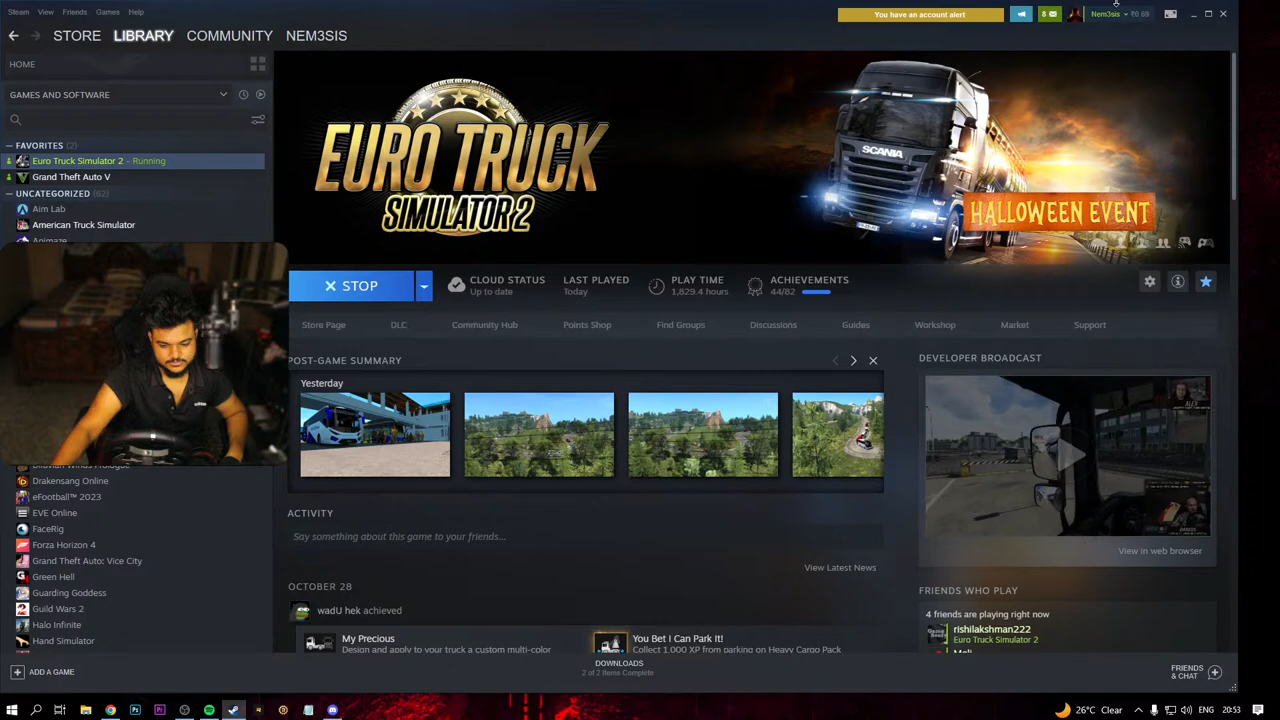 Steam View Friends Games Help
You have an account alert
8
Nem3sis
₹0 69
STORE LIBRARY COMMUNITY NEM3SIS
HOME
GAMES AND SOFTWARE
FAVORITES (2)
Euro Truck Simulator 2 - Running
Grand Theft Auto V
UNCATEGORIZED (62)
Aim Lab
American Truck Simulator
Animaze
Drakensang Online
eFootball™ 2023
EVE Online
FaceRig
Forza Horizon 4
Grand Theft Auto: Vice City
Green Hell
Guarding Goddess
Guild Wars 2
Halo Infinite
Hand Simulator
EURO TRUCK
SIMULATOR 2
SCANIA
HALLOWEEN EVENT
STOP
CLOUD STATUS
Up to date
LAST PLAYED
Today
PLAY TIME
1,829.4 hours
ACHIEVEMENTS
44/82
Store Page DLC Community Hub Points Shop Find Groups Discussions Guides Workshop Market Support
POST-GAME SUMMARY
Yesterday
DEVELOPER BROADCAST
View in web browser
ACTIVITY
Say something about this game to your friends...
View Latest News
OCTOBER 28
wadU hek achieved
My Precious
Design and apply to your truck a custom multi-color
You Bet I Can Park It!
Collect 1,000 XP from parking on Heavy Cargo Pack
FRIENDS WHO PLAY
4 friends are playing right now
rishilakshman222
Euro Truck Simulator 2
ADD A GAME
DOWNLOADS
2 of 2 Items Complete
FRIENDS
& CHAT
26°C Clear
ENG
20:53